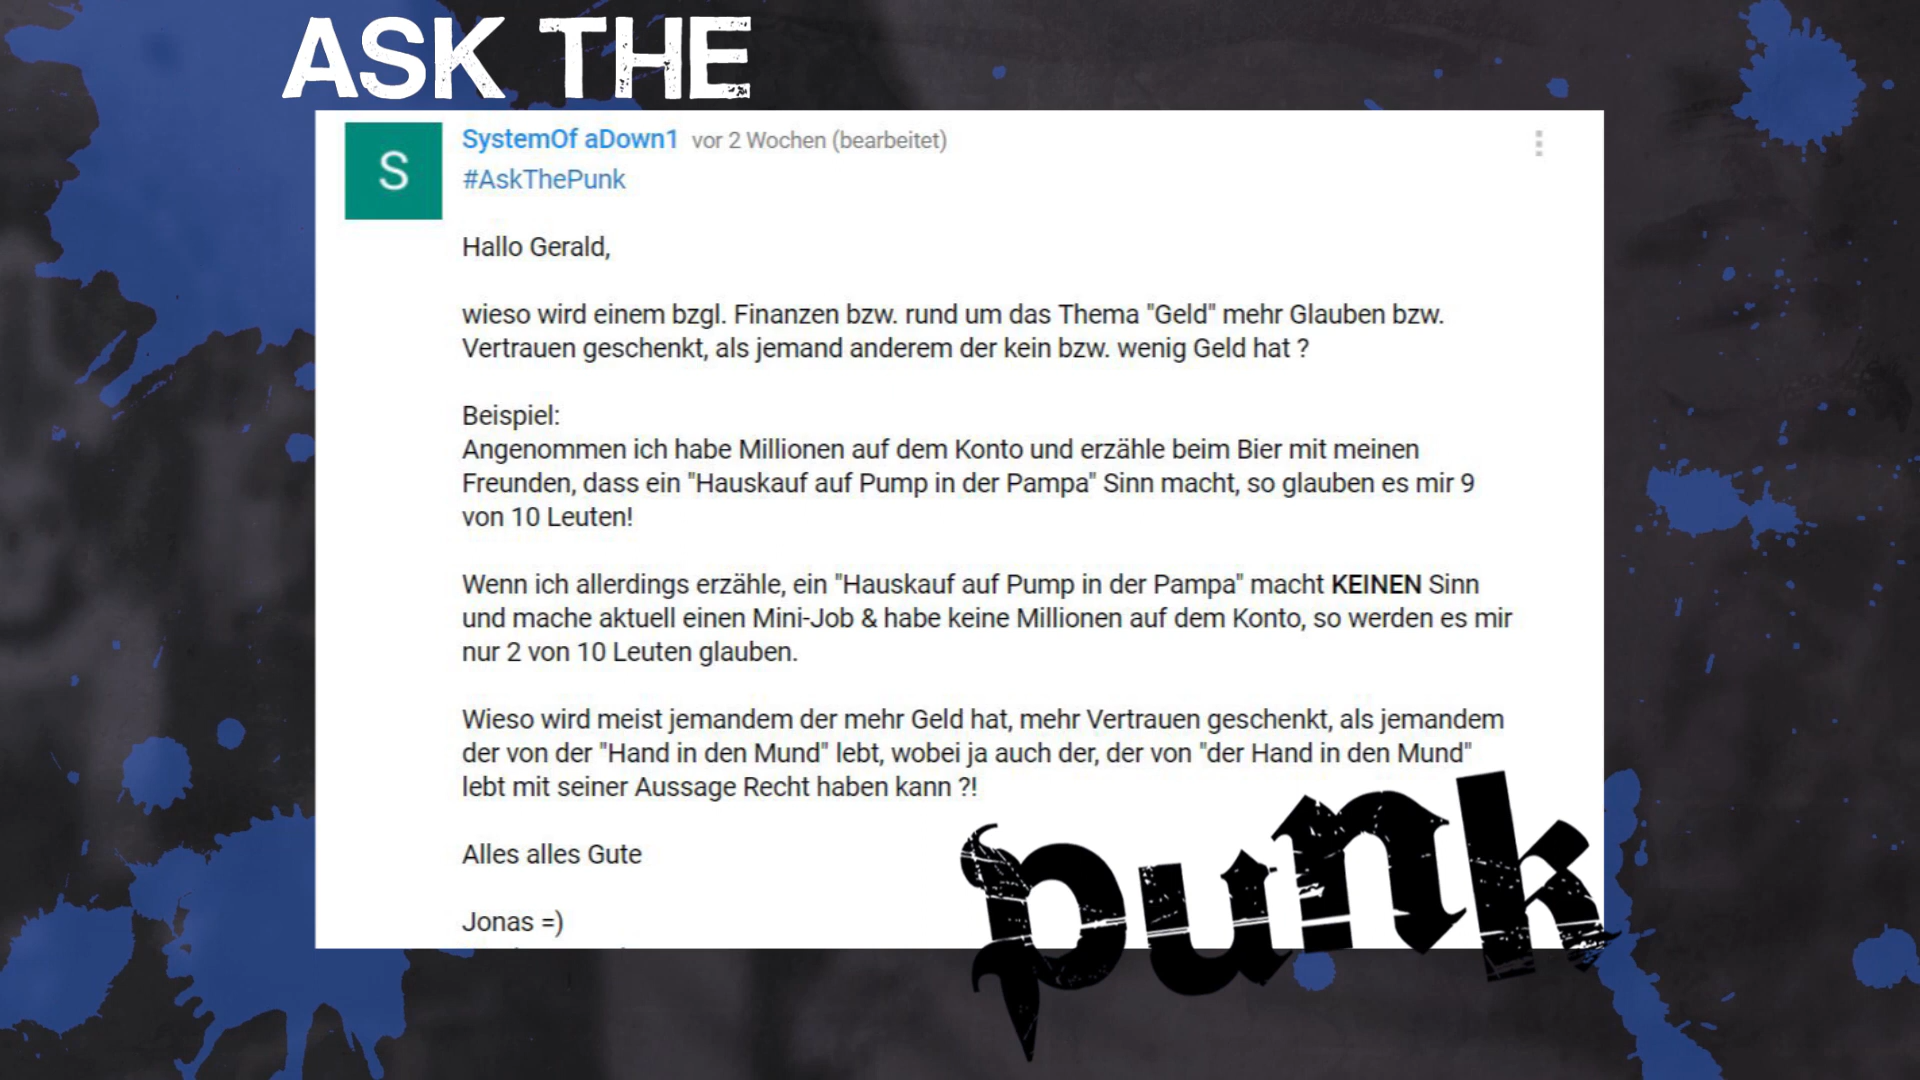 ASK THE
S
SystemOf aDown1 vor 2 Wochen (bearbeitet)
#AskThePunk
Hallo Gerald,
wieso wird einem bzgl. Finanzen bzw. rund um das Thema "Geld" mehr Glauben bzw.
Vertrauen geschenkt, als jemand anderem der kein bzw. wenig Geld hat ?
Beispiel:
Angenommen ich habe Millionen auf dem Konto und erzähle beim Bier mit meinen
Freunden, dass ein "Hauskauf auf Pump in der Pampa" Sinn macht, so glauben es mir 9
von 10 Leuten!
Wenn ich allerdings erzähle, ein "Hauskauf auf Pump in der Pampa" macht KEINEN Sinn
und mache aktuell einen Mini-Job & habe keine Millionen auf dem Konto, so werden es mir
nur 2 von 10 Leuten glauben.
Wieso wird meist jemandem der mehr Geld hat, mehr Vertrauen geschenkt, als jemandem
der von der "Hand in den Mund" lebt, wobei ja auch der, der von "der Hand in den Mund"
lebt mit seiner Aussage Recht haben kann ?!
Alles alles Gute
Jonas =)
punk